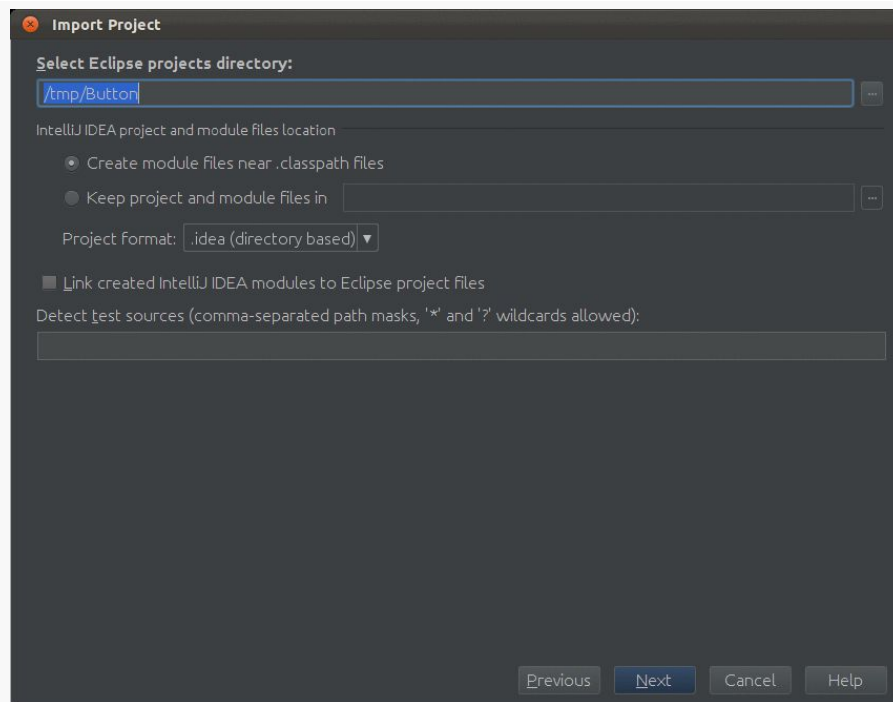 Import Project
Select Eclipse projects directory:
/tmp/Button
...
IntelliJ IDEA project and module files location
Create module files near .classpath files
Keep project and module files in
...
Project format: .idea (directory based)
Link created IntelliJ IDEA modules to Eclipse project files
Detect test sources (comma-separated path masks, '*' and '?' wildcards allowed):
Previous Next Cancel Help